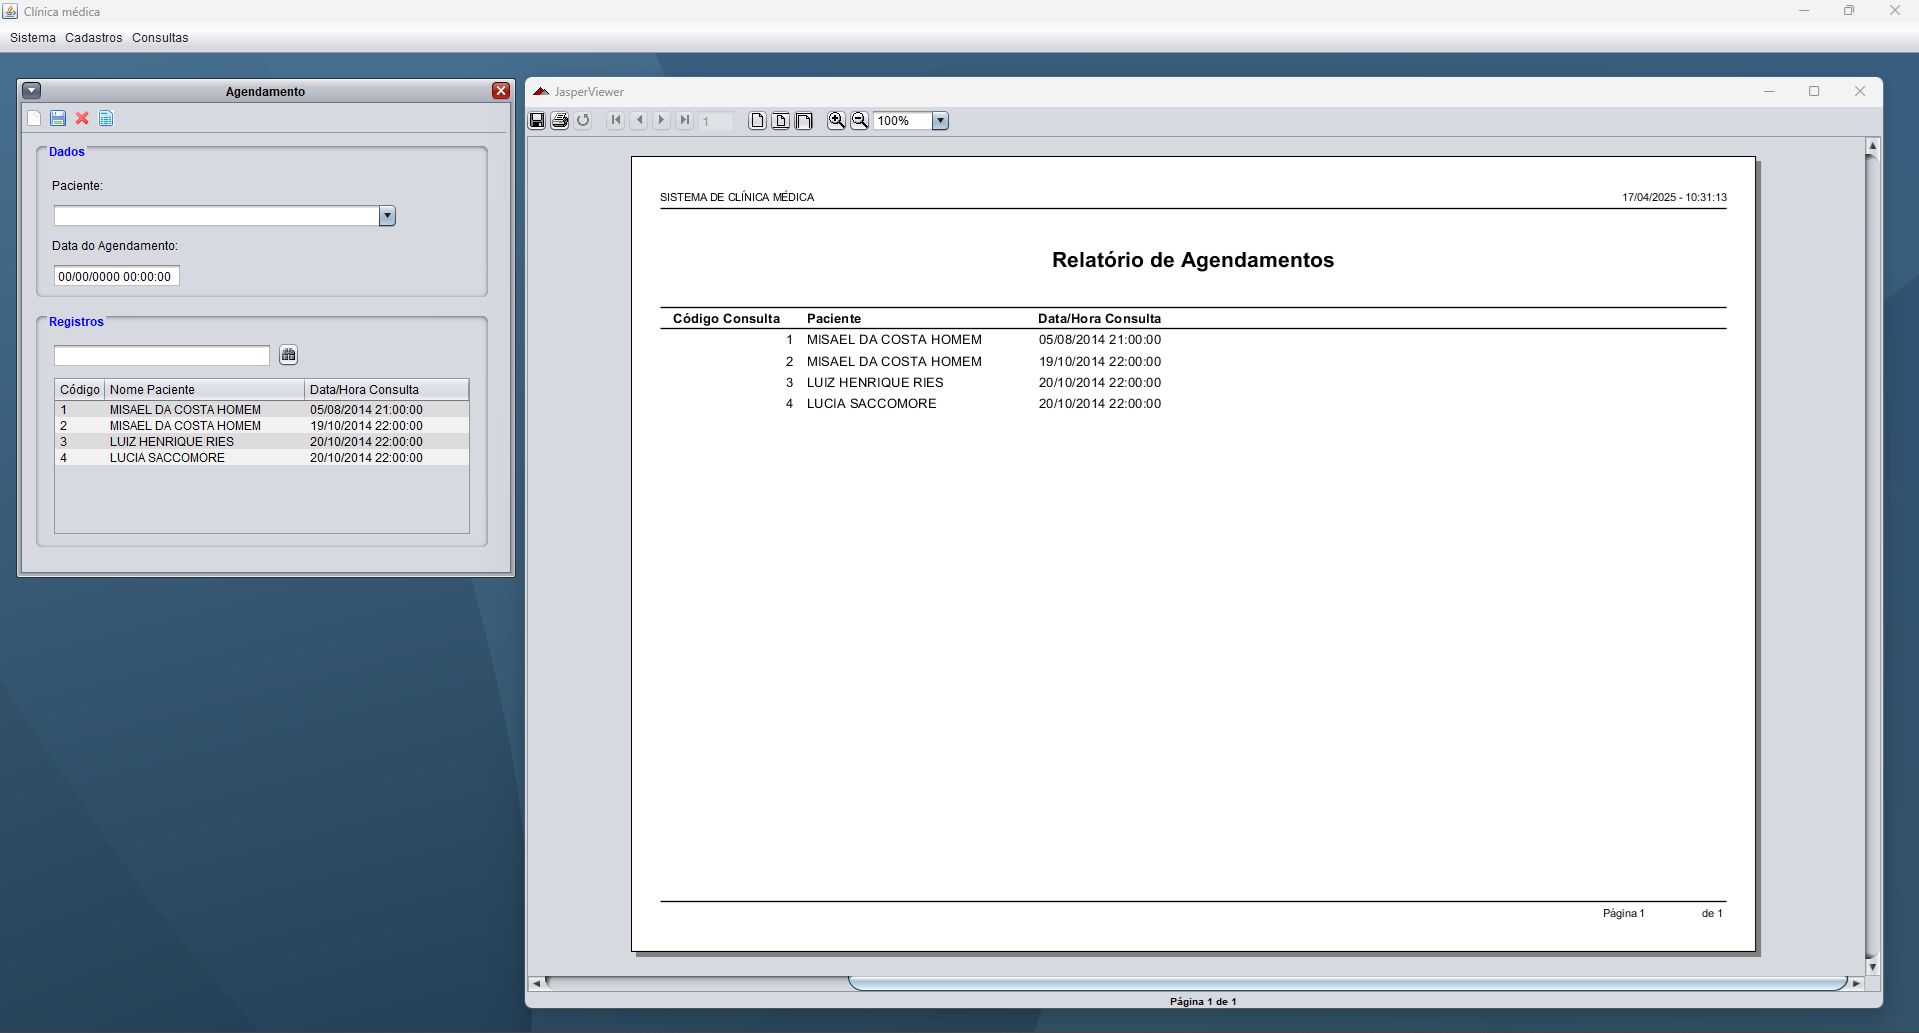 Clínica médica
Sistema Cadastros Consultas
Agendamento
Dados
Paciente:
Data do Agendamento:
00/00/0000 00:00:00
Registros
Código Nome Paciente Data/Hora Consulta
1 MISAEL DA COSTA HOMEM 05/08/2014 21:00:00
2 MISAEL DA COSTA HOMEM 19/10/2014 22:00:00
3 LUIZ HENRIQUE RIES 20/10/2014 22:00:00
4 LUCIA SACCOMORE 20/10/2014 22:00:00
JasperViewer
1 100%
SISTEMA DE CLÍNICA MÉDICA 17/04/2025 - 10:31:13
Relatório de Agendamentos
Código Consulta Paciente Data/Hora Consulta
1 MISAEL DA COSTA HOMEM 05/08/2014 21:00:00
2 MISAEL DA COSTA HOMEM 19/10/2014 22:00:00
3 LUIZ HENRIQUE RIES 20/10/2014 22:00:00
4 LUCIA SACCOMORE 20/10/2014 22:00:00
Página 1 de 1
Página 1 de 1